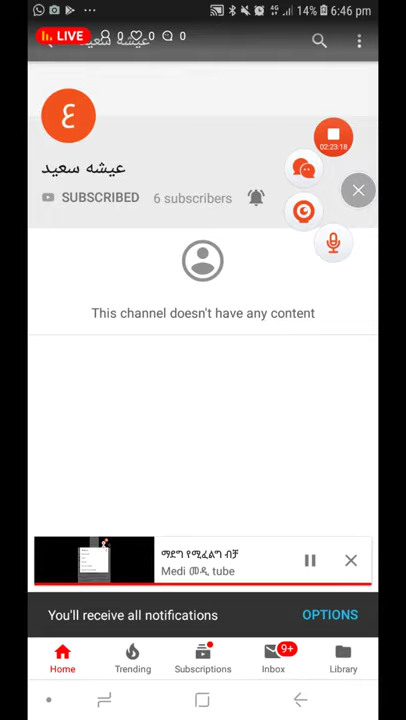 14% 6:46 pm
LIVE 0 0 0
عيشه سعيد
ع
02:23:18
عيشه سعيد
SUBSCRIBED 6 subscribers
This channel doesn't have any content
ማደግ የሚፈልግ ብቻ
Medi መዲ tube
You'll receive all notifications OPTIONS
9+
Home Trending Subscriptions Inbox Library